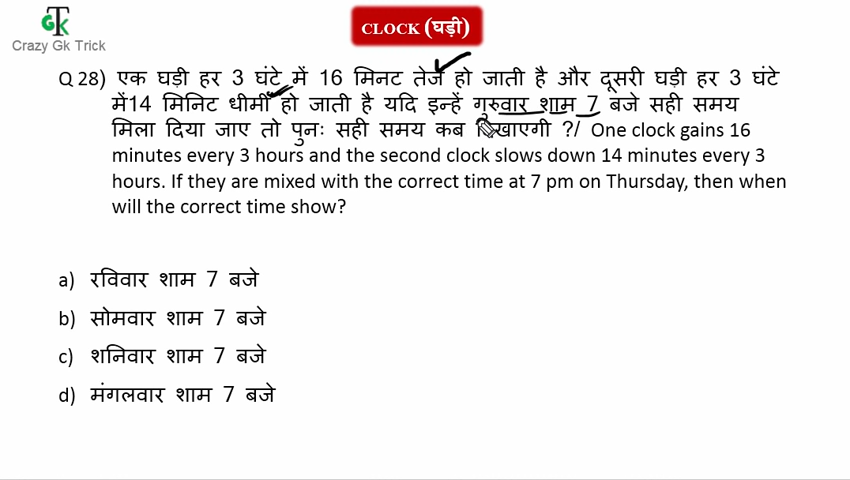 GTK
Crazy Gk Trick
CLOCK (घड़ी)
Q 28) एक घड़ी हर 3 घंटे में 16 मिनट तेज हो जाती है और दूसरी घड़ी हर 3 घंटे
में14 मिनिट धीमी हो जाती है यदि इन्हें गुरुवार शाम 7 बजे सही समय
मिला दिया जाए तो पुनः सही समय कब दिखाएगी ?/ One clock gains 16
minutes every 3 hours and the second clock slows down 14 minutes every 3
hours. If they are mixed with the correct time at 7 pm on Thursday, then when
will the correct time show?
a) रविवार शाम 7 बजे
b) सोमवार शाम 7 बजे
c) शनिवार शाम 7 बजे
d) मंगलवार शाम 7 बजे